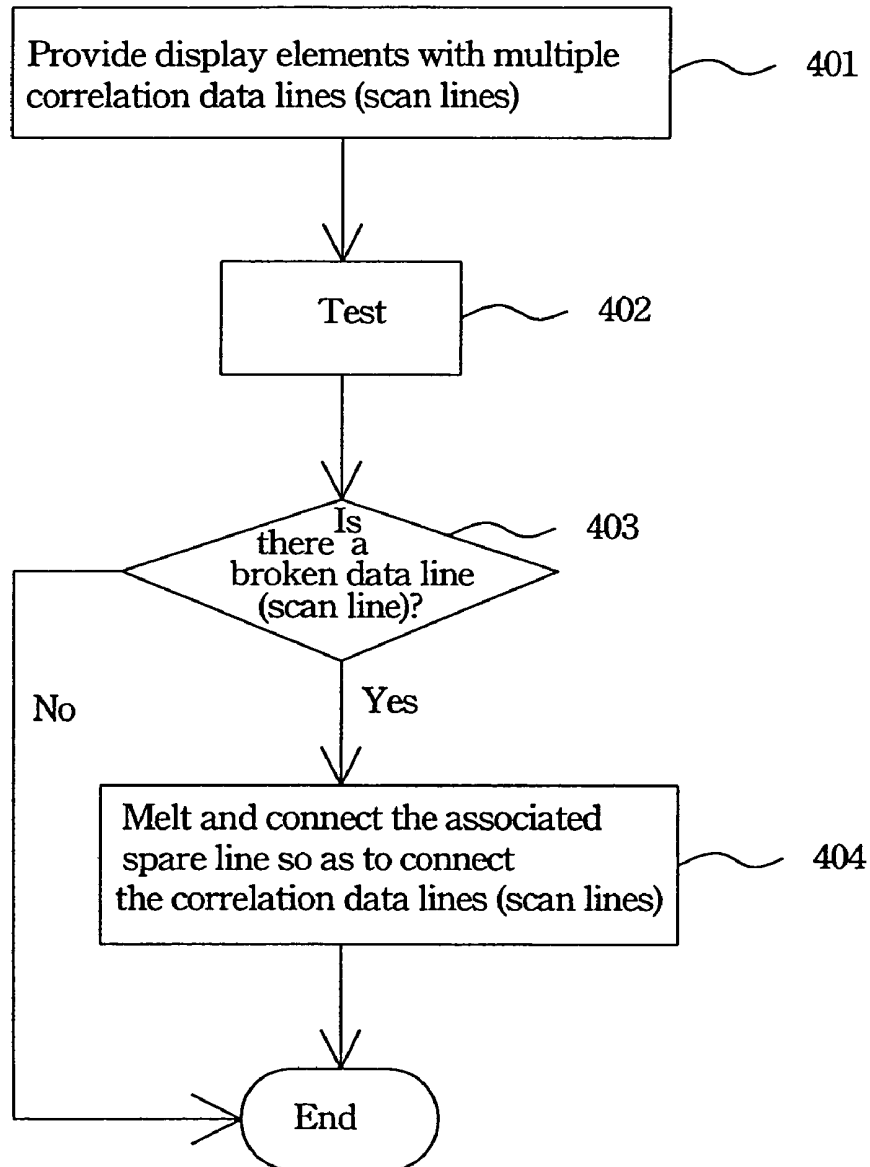 Provide display elements with multiple
correlation data lines (scan lines)
401
Test
402
Is
there a
broken data line
(scan line)?
403
No
Yes
Melt and connect the associated
spare line so as to connect
the correlation data lines (scan lines)
404
End